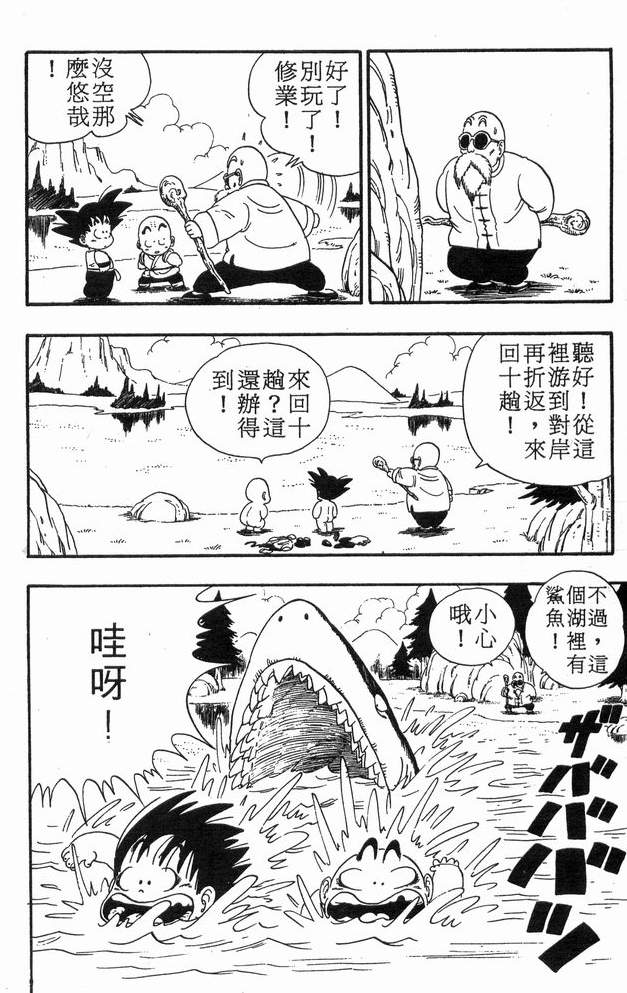 好了！
別玩了！
修業！
沒空那
麼悠哉
！
聽好！從這
裡游到對岸
再折返，來
回十趟！
來回十
趟？這
還辦得
到！
不過，這
個湖裡有
鯊魚！
小心
哦！
哇呀！
ザババババッ